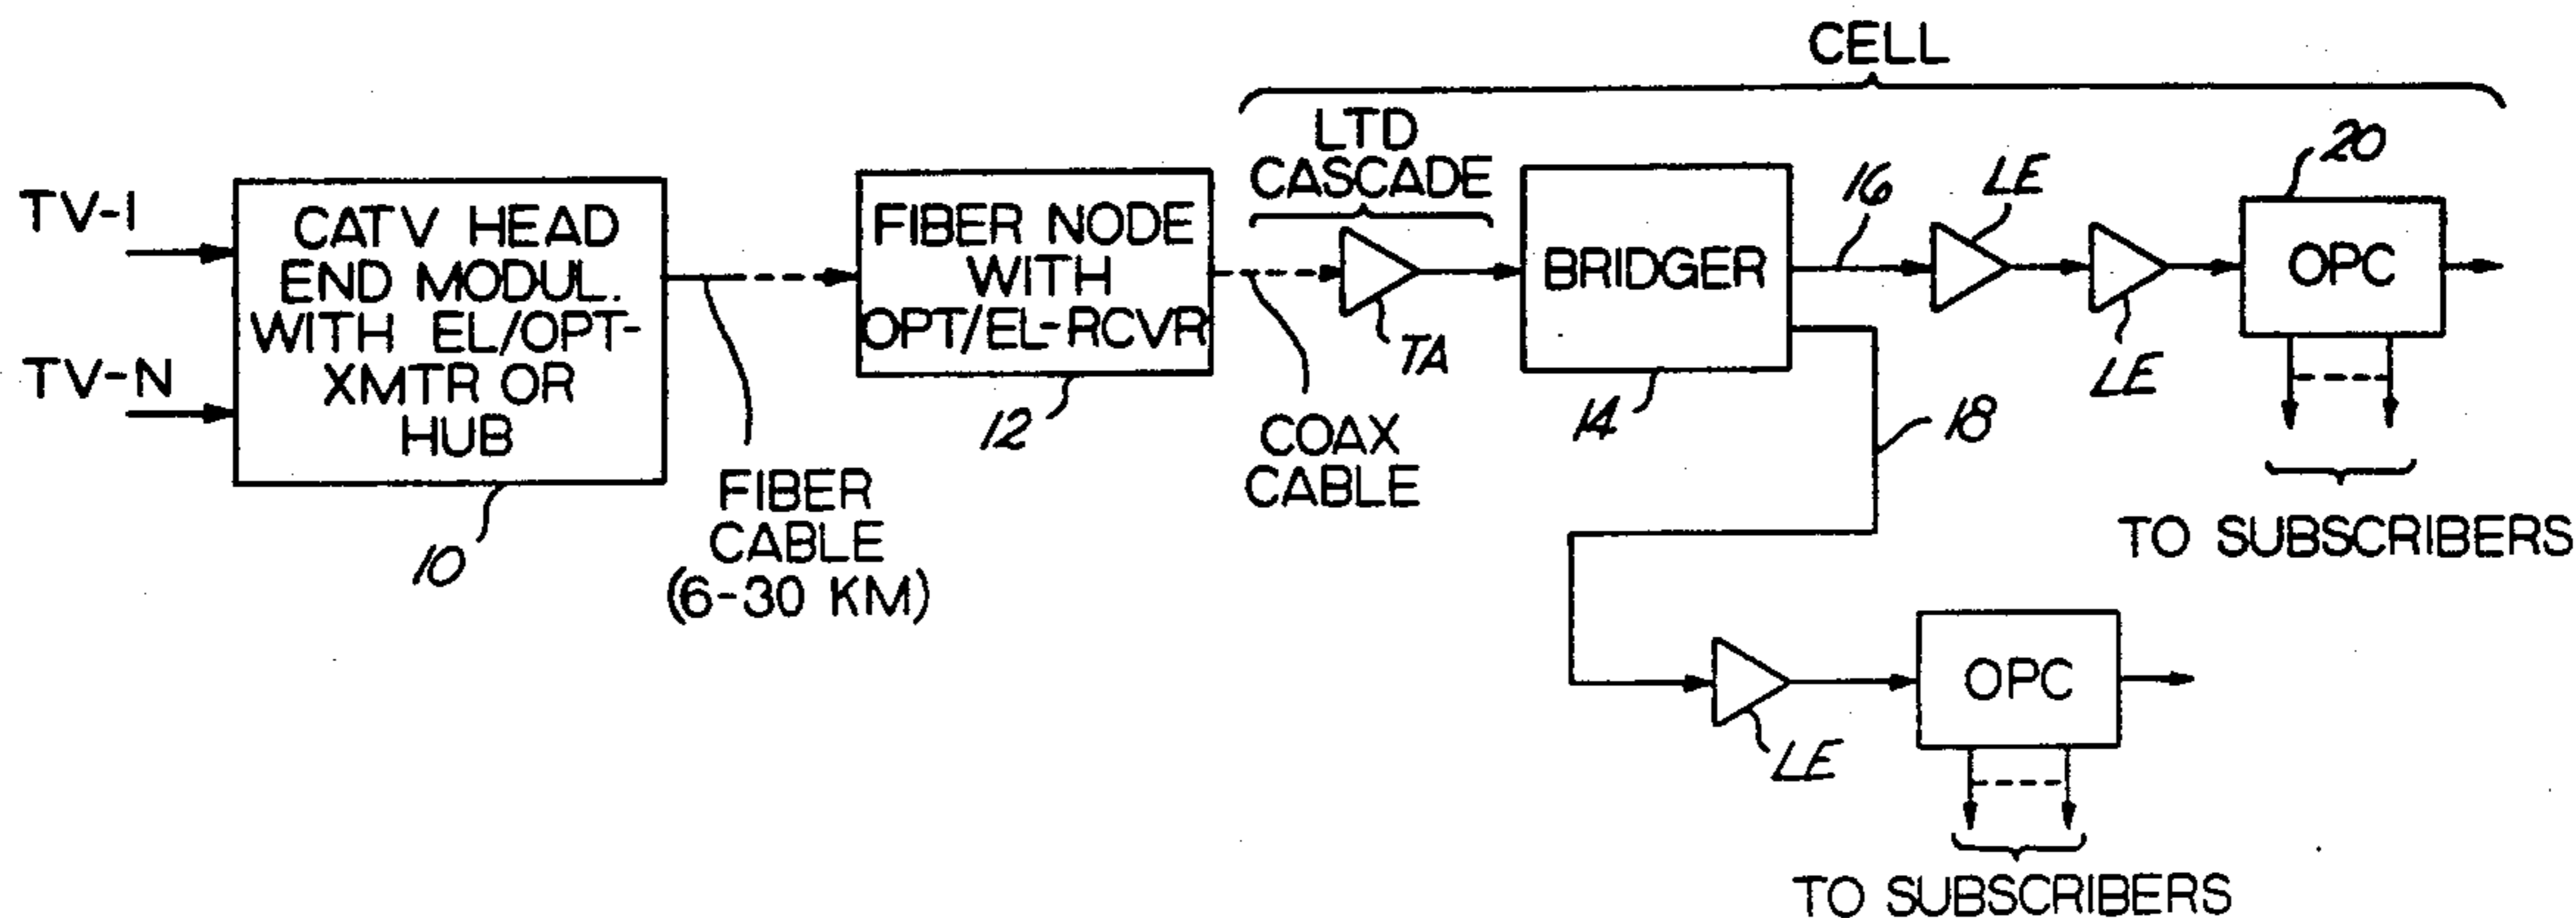 CELL
LTD
CASCADE
TV-1
TV-N
CATV HEAD
END MODUL.
WITH EL/OPT-
XMTR OR
HUB
10
FIBER
CABLE
(6-30 KM)
FIBER NODE
WITH
OPT/EL-RCVR
12
COAX
CABLE
TA
BRIDGER
14
16
18
LE
LE
20
OPC
TO SUBSCRIBERS
LE
OPC
TO SUBSCRIBERS